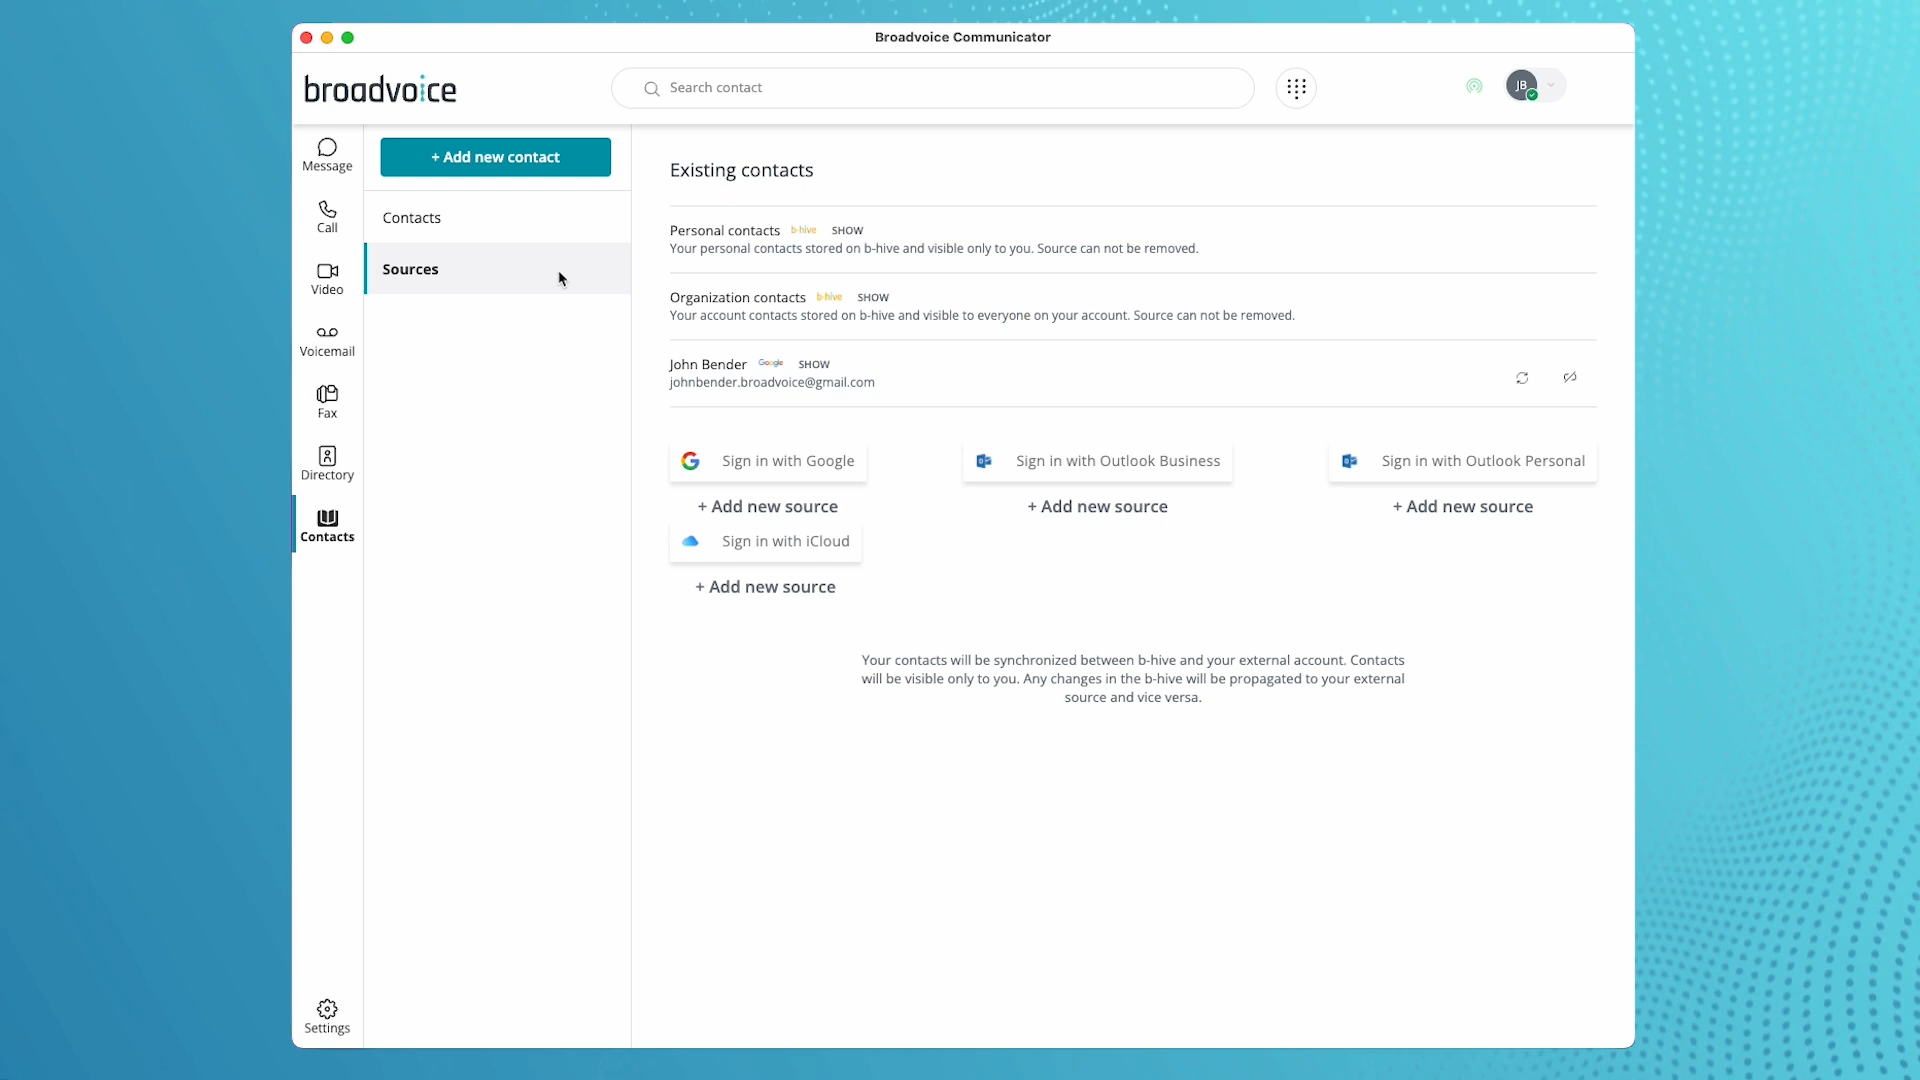 Broadvoice Communicator
broadvoice
Search contact
JB
Message
Call
Video
Voicemail
Fax
Directory
Contacts
Settings
+ Add new contact
Contacts
Sources
Existing contacts
Personal contacts b-hive SHOW
Your personal contacts stored on b-hive and visible only to you. Source can not be removed.
Organization contacts b-hive SHOW
Your account contacts stored on b-hive and visible to everyone on your account. Source can not be removed.
John Bender Google SHOW
johnbender.broadvoice@gmail.com
Sign in with Google
+ Add new source
Sign in with Outlook Business
+ Add new source
Sign in with Outlook Personal
+ Add new source
Sign in with iCloud
+ Add new source
Your contacts will be synchronized between b-hive and your external account. Contacts
will be visible only to you. Any changes in the b-hive will be propagated to your external
source and vice versa.